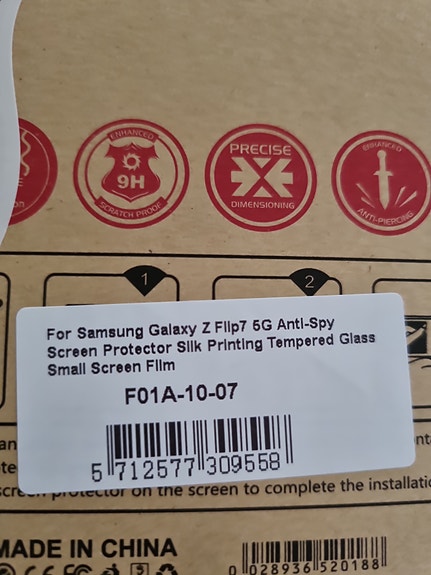 ENHANCED
9H
SCRATCH PROOF
PRECISE
DIMENSIONING
ENHANCED
ANTI-PIERCING
1
2
For Samsung Galaxy Z Flip7 5G Anti-Spy
Screen Protector Silk Printing Tempered Glass
Small Screen Film
F01A-10-07
5 712577 309558
screen protector on the screen to complete the installatio
MADE IN CHINA
0 028936 520188